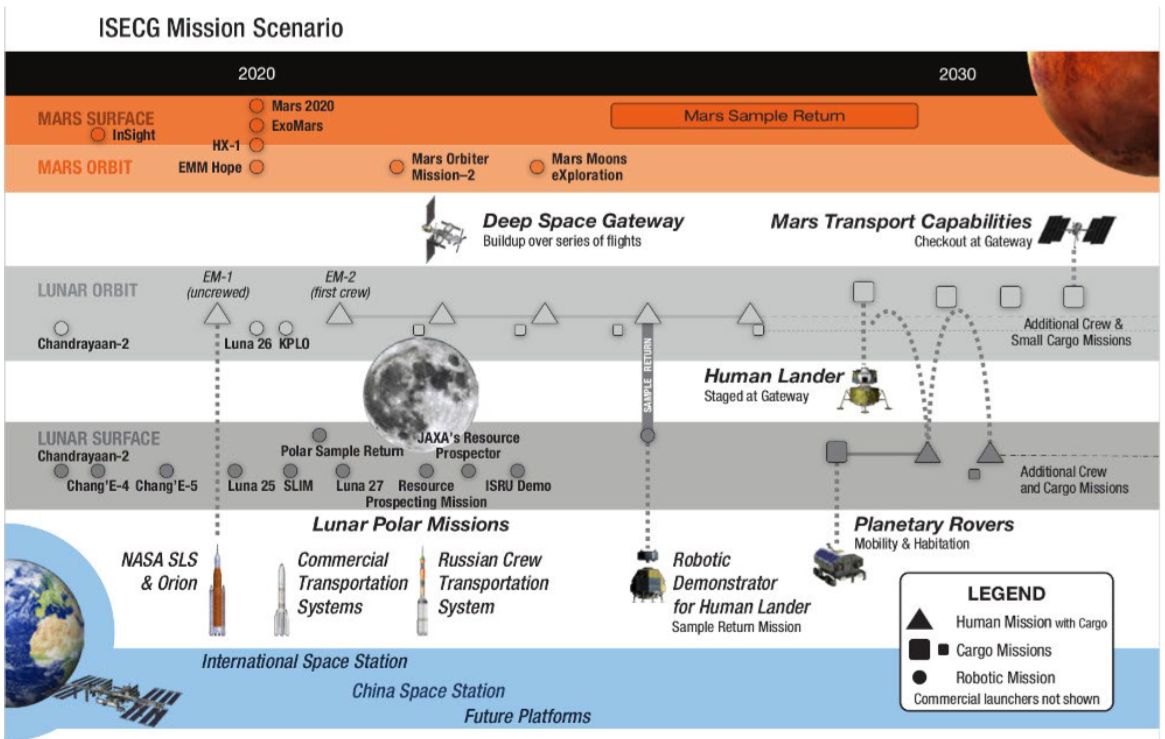 ISECG Mission Scenario
2020
2030
MARS SURFACE
InSight
Mars 2020
ExoMars
HX-1
Mars Sample Return
MARS ORBIT
EMM Hope
Mars Orbiter
Mission–2
Mars Moons
eXploration
Deep Space Gateway
Buildup over series of flights
Mars Transport Capabilities
Checkout at Gateway
LUNAR ORBIT
EM-1
(uncrewed)
EM-2
(first crew)
Chandrayaan-2
Luna 26
KPLO
Additional Crew &
Small Cargo Missions
SAMPLE RETURN
Human Lander
Staged at Gateway
LUNAR SURFACE
Chandrayaan-2
Chang'E-4
Chang'E-5
Luna 25
SLIM
Polar Sample Return
Luna 27
JAXA's Resource
Prospector
Resource
Prospecting Mission
ISRU Demo
Additional Crew
and Cargo Missions
Lunar Polar Missions
NASA SLS
& Orion
Commercial
Transportation
Systems
Russian Crew
Transportation
System
Robotic
Demonstrator
for Human Lander
Sample Return Mission
Planetary Rovers
Mobility & Habitation
LEGEND
Human Mission with Cargo
Cargo Missions
Robotic Mission
Commercial launchers not shown
International Space Station
China Space Station
Future Platforms